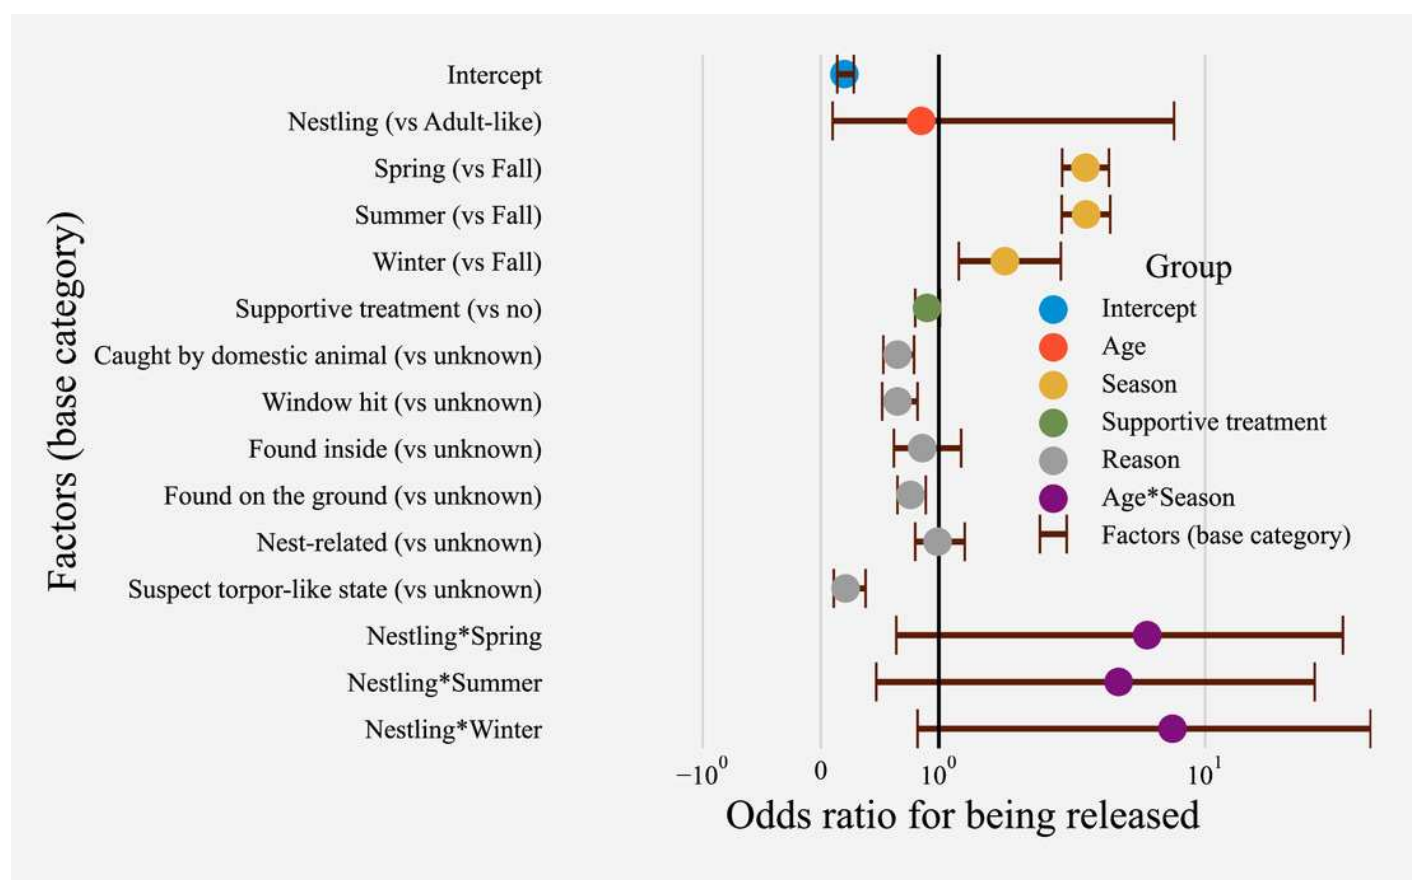 Factors (base category)
Intercept
Nestling (vs Adult-like)
Spring (vs Fall)
Summer (vs Fall)
Winter (vs Fall)
Supportive treatment (vs no)
Caught by domestic animal (vs unknown)
Window hit (vs unknown)
Found inside (vs unknown)
Found on the ground (vs unknown)
Nest-related (vs unknown)
Suspect torpor-like state (vs unknown)
Nestling*Spring
Nestling*Summer
Nestling*Winter
Group
Intercept
Age
Season
Supportive treatment
Reason
Age*Season
Factors (base category)
−10⁰ 0 10⁰ 10¹
Odds ratio for being released